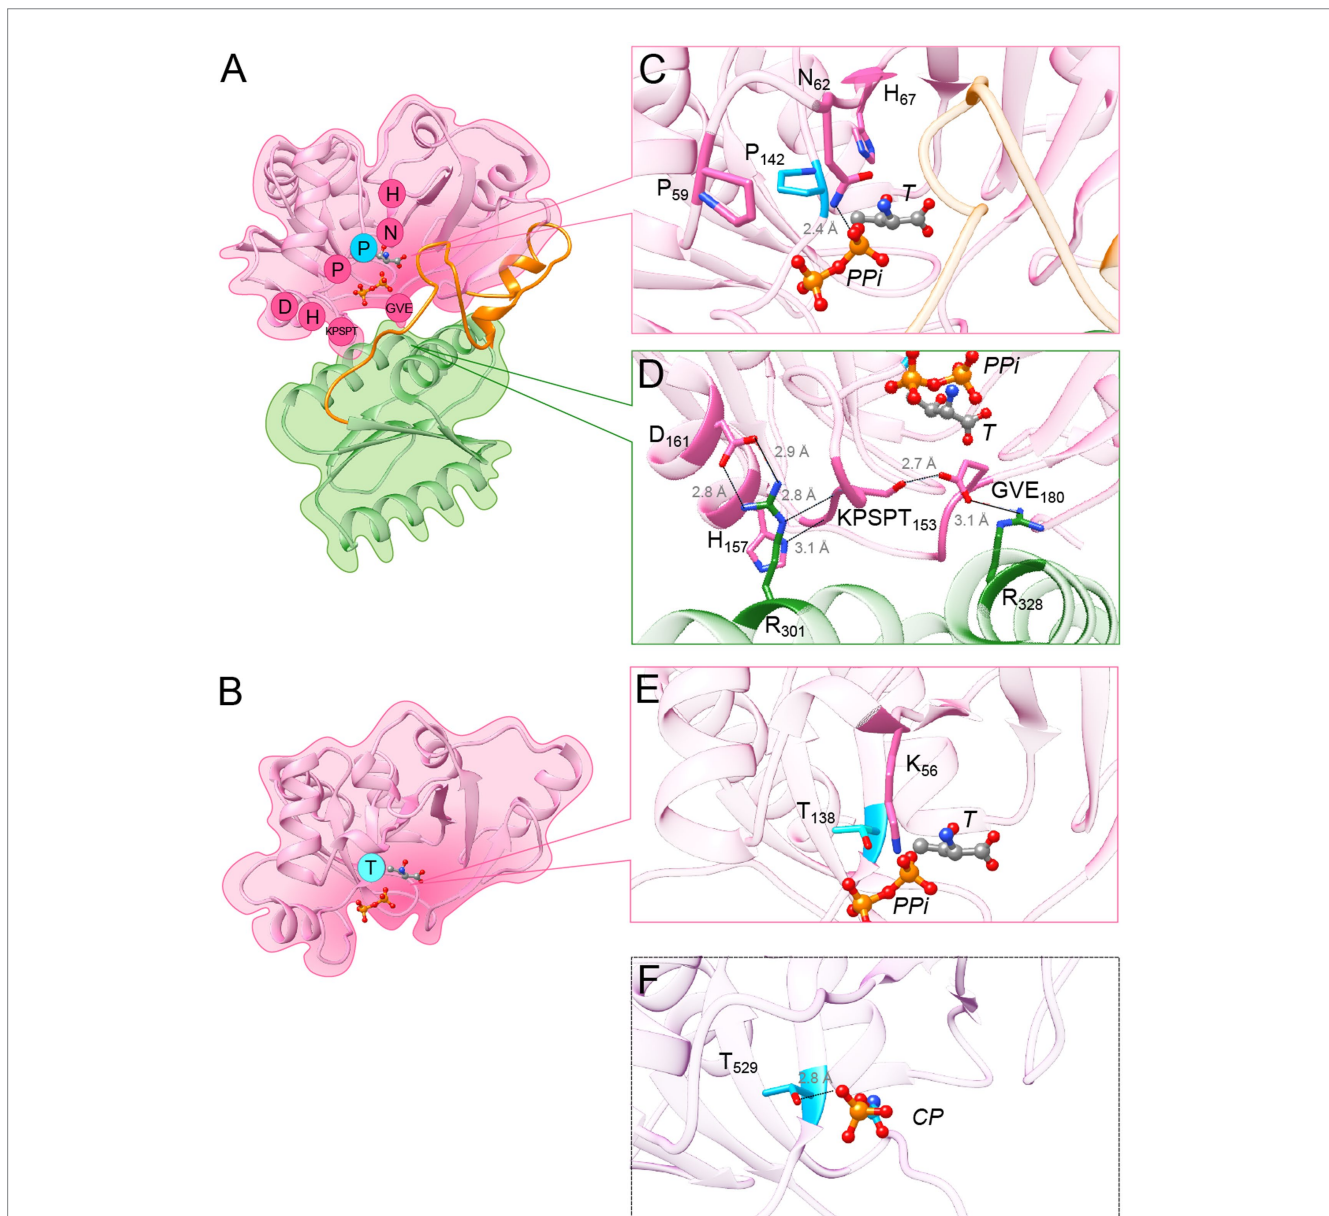 A
H
N
P
P
D
H
KPSPT
GVE
C
N62
H67
P142
P59
T
2.4 Å
PPi
D
PPi
T
D161
2.9 Å
2.7 Å
2.8 Å
2.8 Å
GVE180
KPSPT153
3.1 Å
H157
3.1 Å
R328
R301
B
T
E
K56
T138
T
PPi
F
T529
2.8 Å
CP